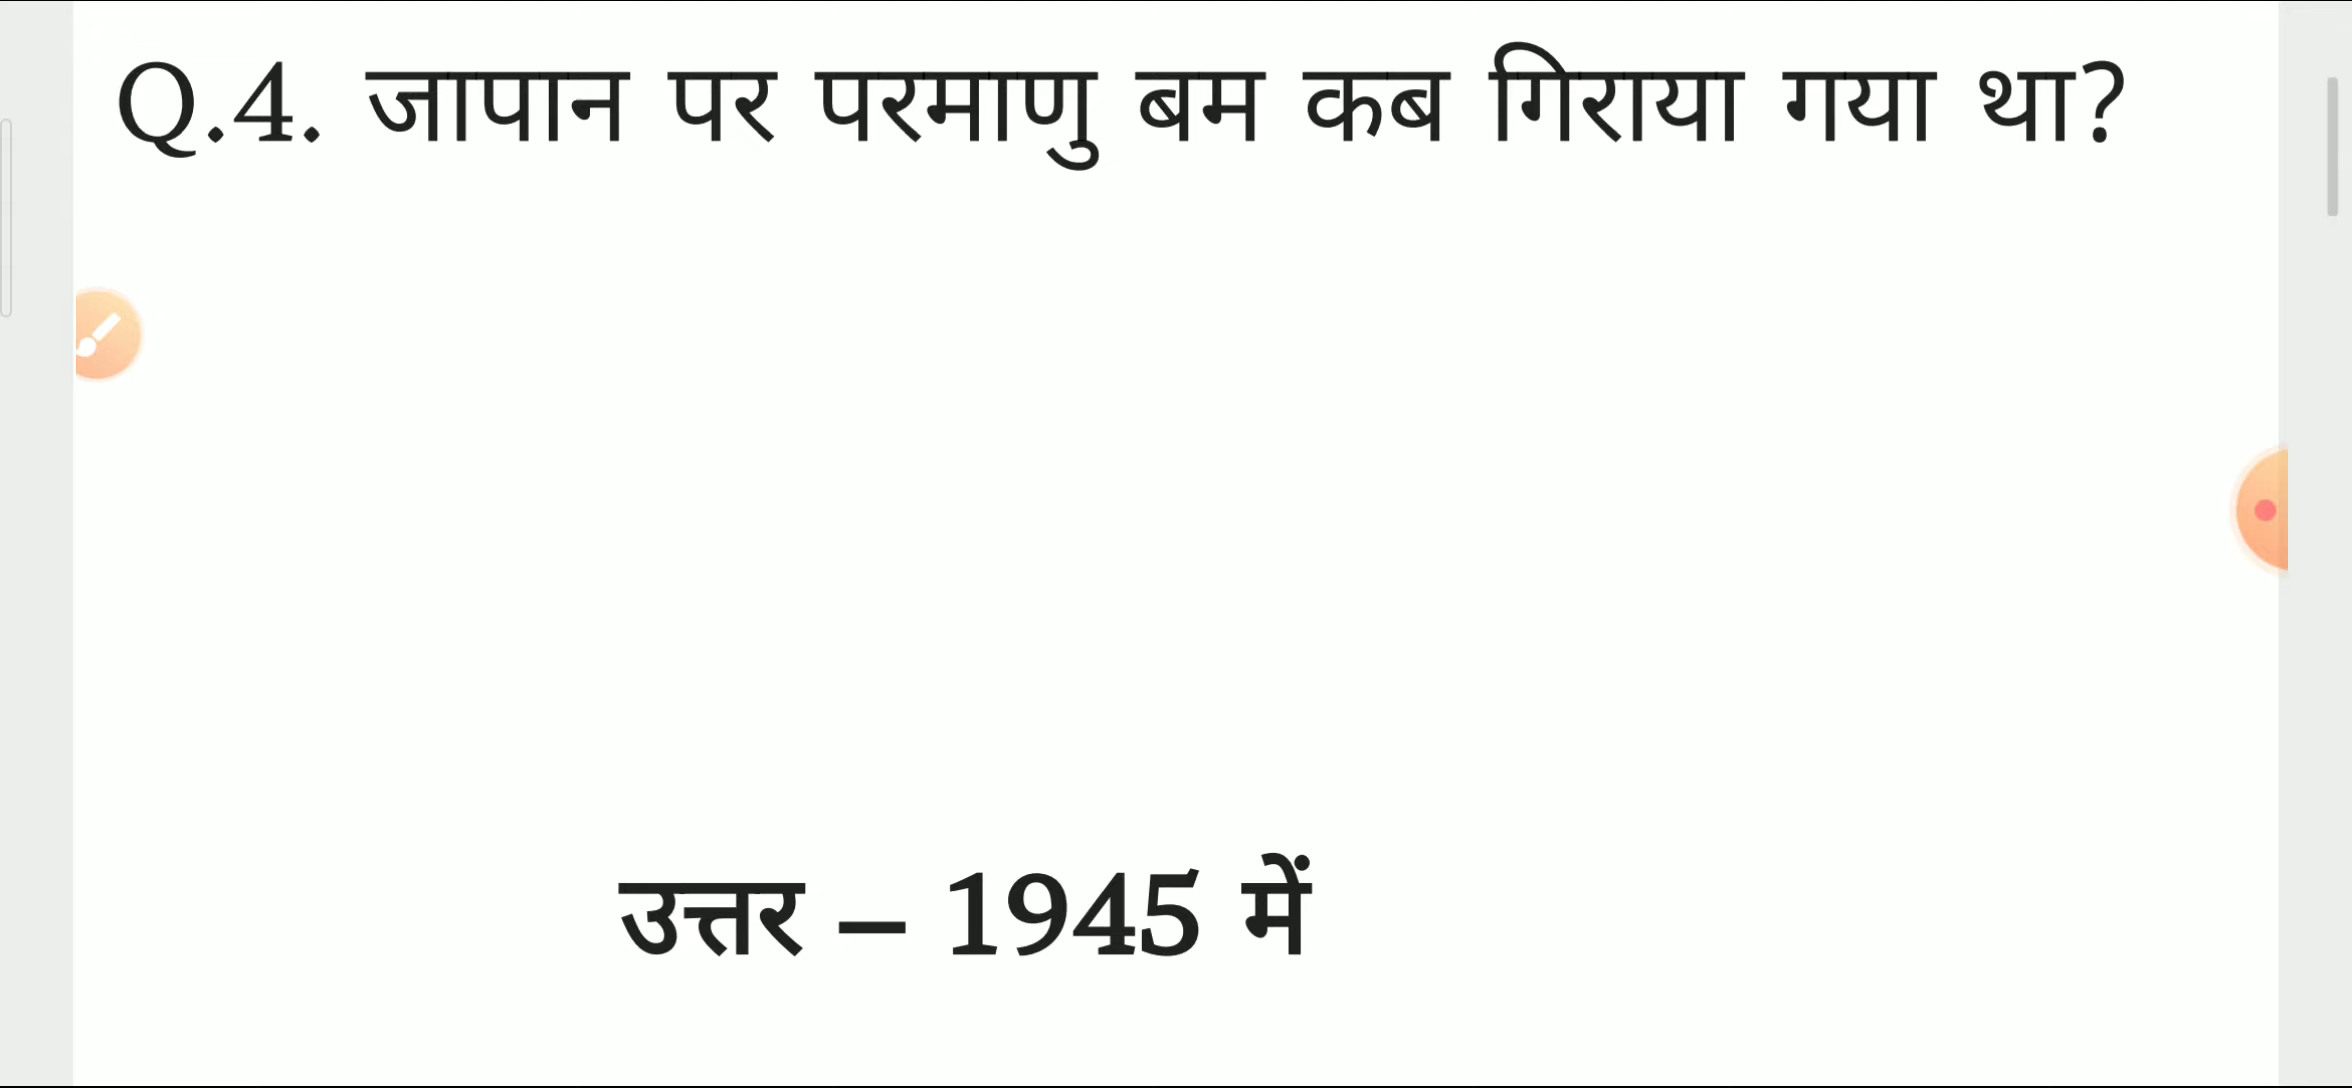 Q.4. जापान पर परमाणु बम कब गिराया गया था?
उत्तर – 1945 में